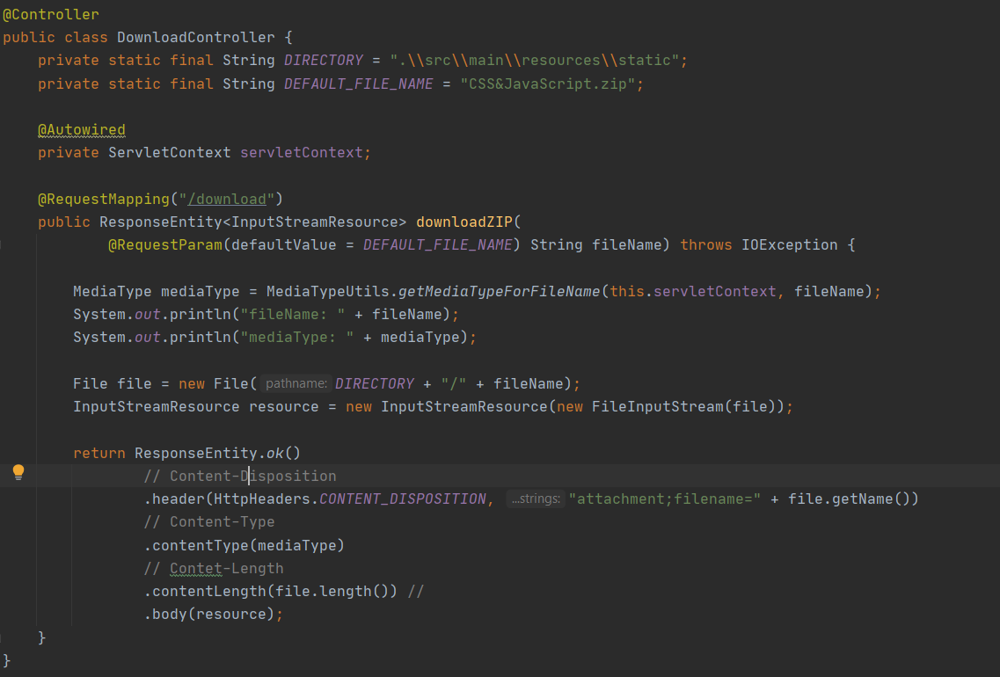 @Controller
public class DownloadController {
    private static final String DIRECTORY = ".\\src\\main\\resources\\static";
    private static final String DEFAULT_FILE_NAME = "CSS&JavaScript.zip";
    @Autowired
    private ServletContext servletContext;
    @RequestMapping("/download")
    public ResponseEntity<InputStreamResource> downloadZIP(
            @RequestParam(defaultValue = DEFAULT_FILE_NAME) String fileName) throws IOException {
        MediaType mediaType = MediaTypeUtils.getMediaTypeForFileName(this.servletContext, fileName);
        System.out.println("fileName: " + fileName);
        System.out.println("mediaType: " + mediaType);
        File file = new File( pathname: DIRECTORY + "/" + fileName);
        InputStreamResource resource = new InputStreamResource(new FileInputStream(file));
        return ResponseEntity.ok()
                // Content-Disposition
                .header(HttpHeaders.CONTENT_DISPOSITION, ...strings: "attachment;filename=" + file.getName())
                // Content-Type
                .contentType(mediaType)
                // Contet-Length
                .contentLength(file.length()) //
                .body(resource);
    }
}